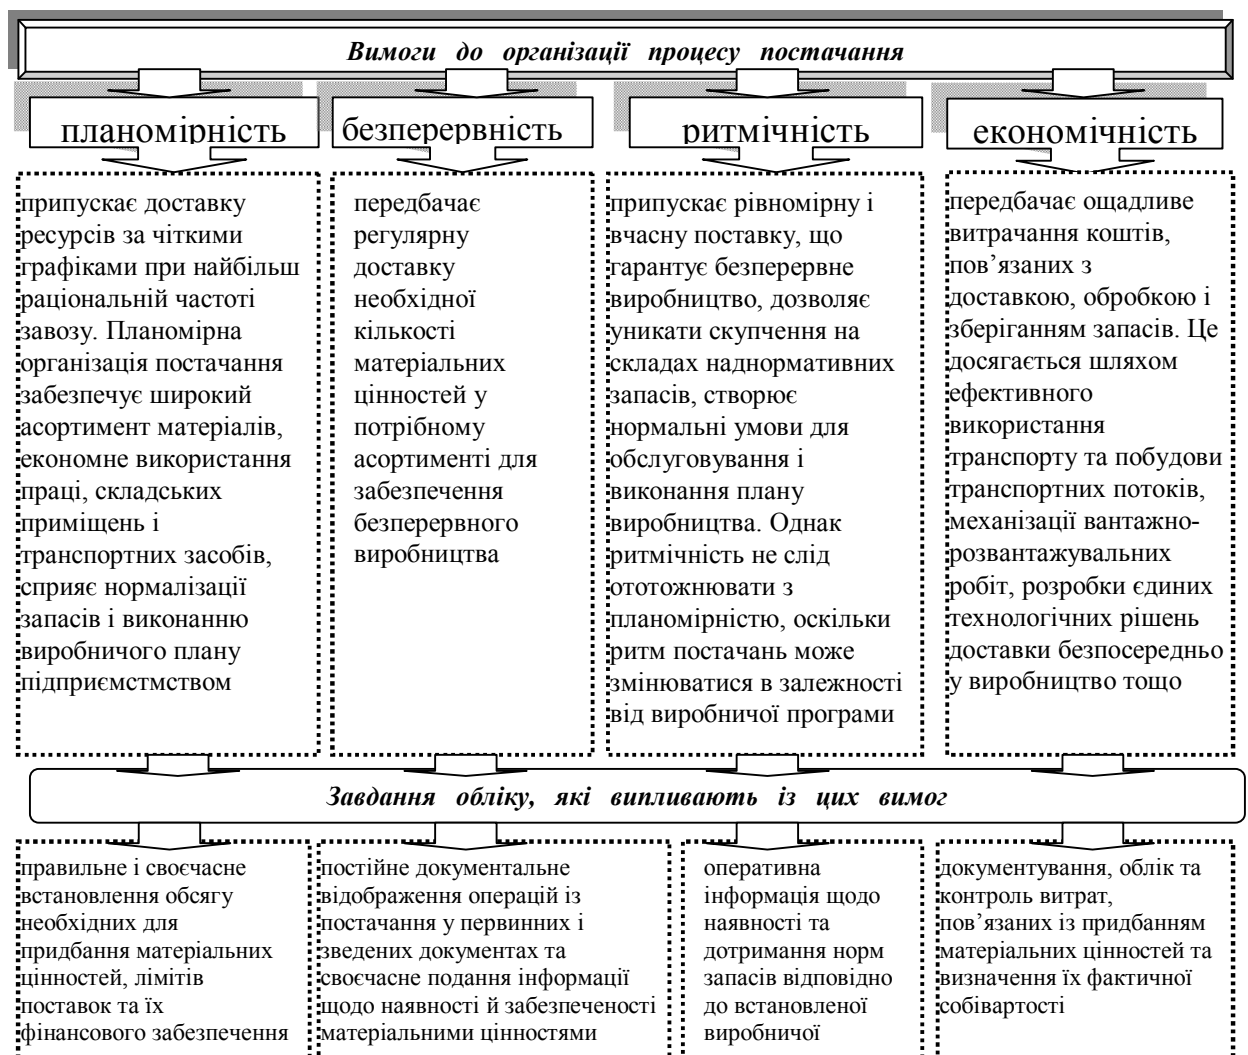 Вимоги до організації процесу постачання
планомірність
безперервність
ритмічність
економічність
припускає доставку
ресурсів за чіткими
графіками при найбільш
раціональній частоті
завозу. Планомірна
організація постачання
забезпечує широкий
асортимент матеріалів,
економне використання
праці, складських
приміщень і
транспортних засобів,
сприяє нормалізації
запасів і виконанню
виробничого плану
підприємстмством
передбачає
регулярну
доставку
необхідної
кількості
матеріальних
цінностей у
потрібному
асортименті для
забезпечення
безперервного
виробництва
припускає рівномірну і
вчасну поставку, що
гарантує безперервне
виробництво, дозволяє
уникати скупчення на
складах наднормативних
запасів, створює
нормальні умови для
обслуговування і
виконання плану
виробництва. Однак
ритмічність не слід
ототожнювати з
планомірністю, оскільки
ритм постачань може
змінюватися в залежності
від виробничої програми
передбачає ощадливе
витрачання коштів,
пов’язаних з
доставкою, обробкою і
зберіганням запасів. Це
досягається шляхом
ефективного
використання
транспорту та побудови
транспортних потоків,
механізації вантажно-
розвантажувальних
робіт, розробки єдиних
технологічних рішень
доставки безпосередньо
у виробництво тощо
Завдання обліку, які випливають із цих вимог
правильне і своєчасне
встановлення обсягу
необхідних для
придбання матеріальних
цінностей, лімітів
поставок та їх
фінансового забезпечення
постійне документальне
відображення операцій із
постачання у первинних і
зведених документах та
своєчасне подання інформації
щодо наявності й забезпеченості
матеріальними цінностями
оперативна
інформація щодо
наявності та
дотримання норм
запасів відповідно
до встановленої
виробничої
документування, облік та
контроль витрат,
пов’язаних із придбанням
матеріальних цінностей та
визначення їх фактичної
собівартості